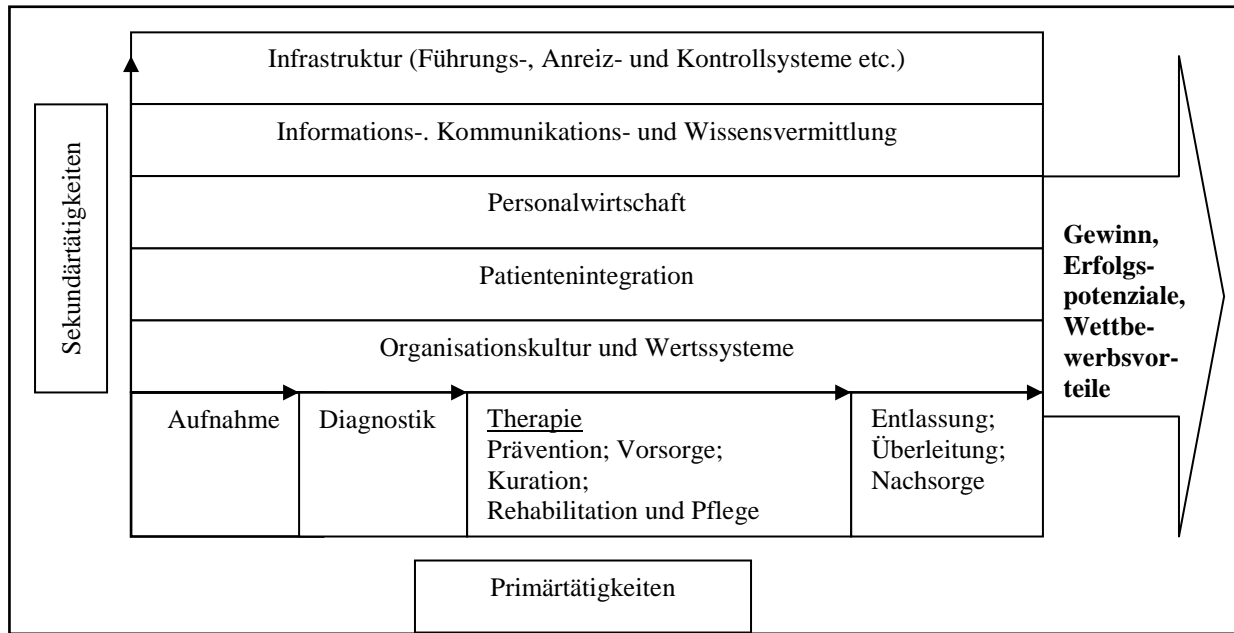 Infrastruktur (Führungs-, Anreiz- und Kontrollsysteme etc.)
Informations-. Kommunikations- und Wissensvermittlung
Personalwirtschaft
Patientenintegration
Organisationskultur und Wertssysteme
Sekundärtätigkeiten
Aufnahme
Diagnostik
Therapie
Prävention; Vorsorge;
Kuration;
Rehabilitation und Pflege
Entlassung;
Überleitung;
Nachsorge
Gewinn,
Erfolgs-
potenziale,
Wettbe-
werbsvor-
teile
Primärtätigkeiten